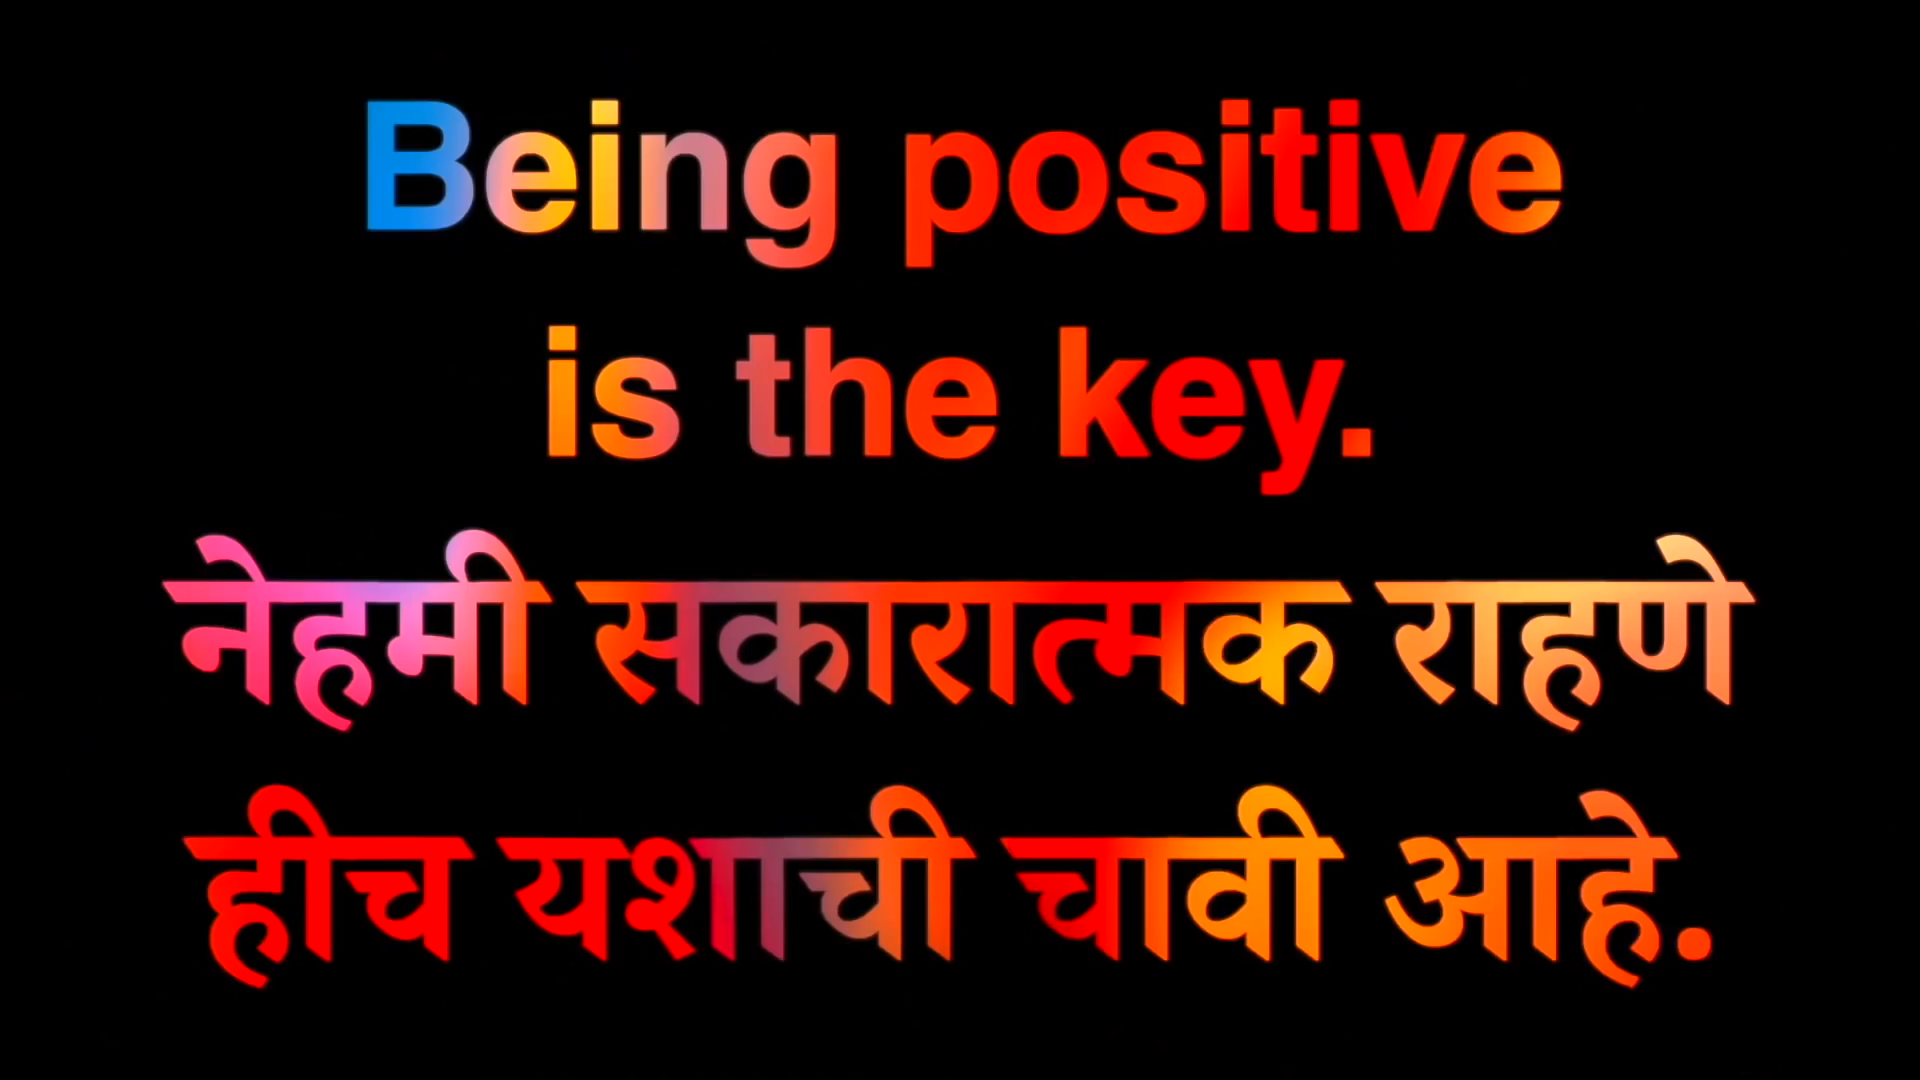 Being positive
is the key.
नेहमी सकारात्मक राहणे
हीच यशाची चावी आहे.